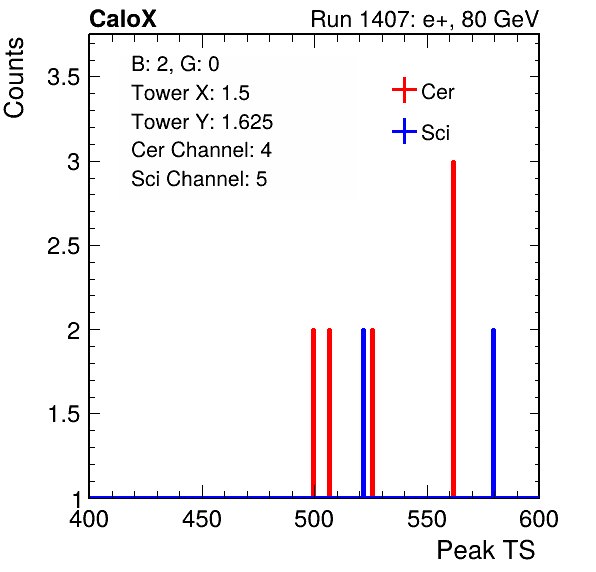 CaloX Run 1407: e+, 80 GeV
Counts
B: 2, G: 0
Tower X: 1.5
Tower Y: 1.625
Cer Channel: 4
Sci Channel: 5
Cer
Sci
3.5
3
2.5
2
1.5
1
400 450 500 550 600
Peak TS